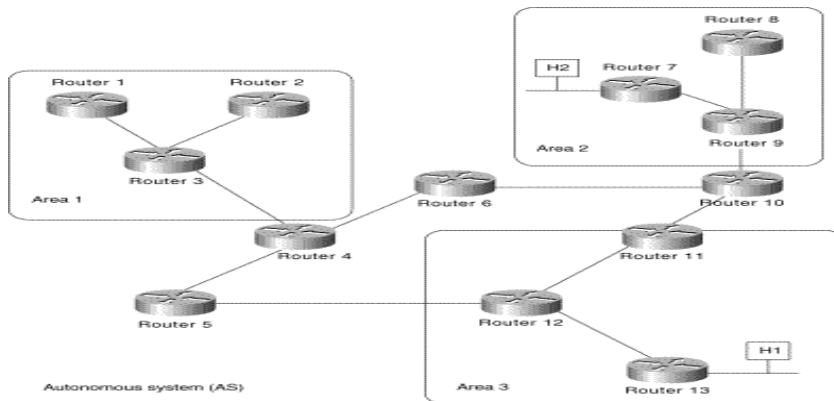 Router 8
Router 7
H2
Router 1
Router 2
Router 9
Area 2
Router 3
Area 1
Router 6
Router 10
Router 4
Router 11
Router 5
Router 12
H1
Router 13
Area 3
Autonomous system (AS)